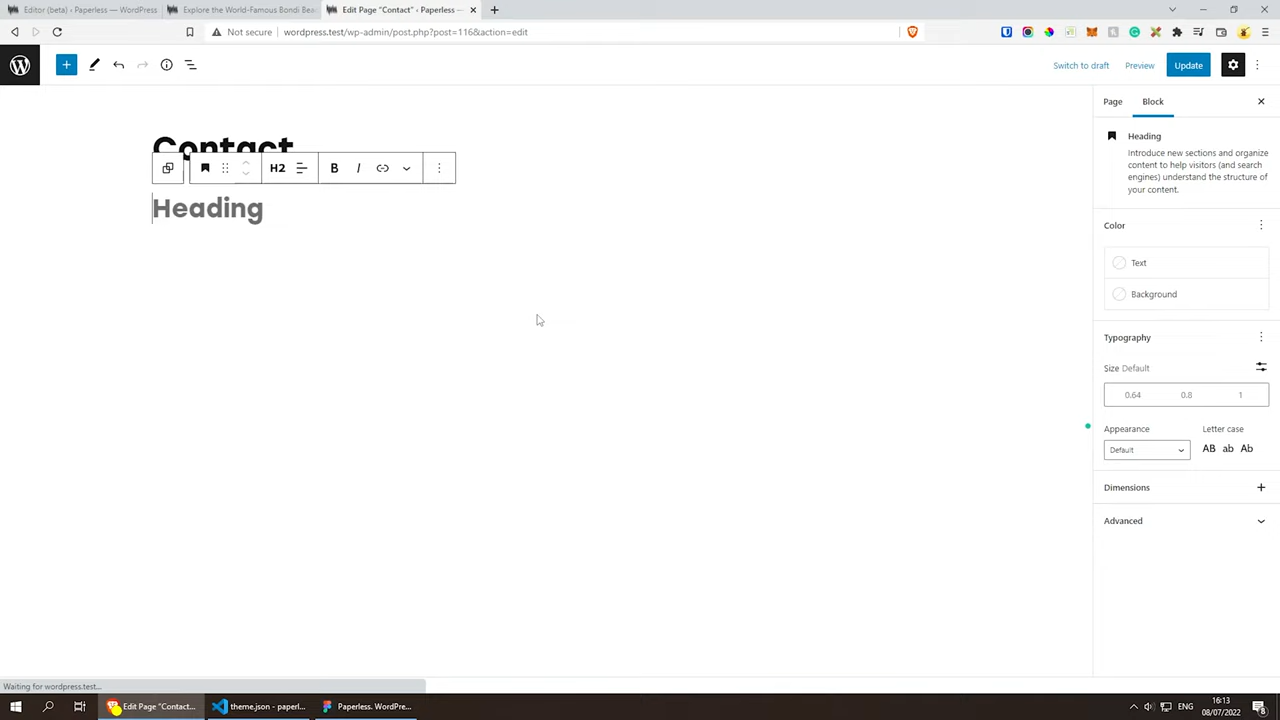 Editor (beta) ‹ Paperless — WordPress
Explore the World-Famous Bondi Bea
Edit Page "Contact" ‹ Paperless —
Not secure
wordpress.test/wp-admin/post.php?post=116&action=edit
Switch to draft
Preview
Update
Page
Block
Contact
Heading
Introduce new sections and organize
content to help visitors (and search
engines) understand the structure of
your content.
H2
B
I
Heading
Color
Text
Background
Typography
Size Default
0.64
0.8
1
Appearance
Letter case
Default
AB
ab
Ab
Dimensions
Advanced
Waiting for wordpress.test...
Edit Page "Contact...
theme.json - paperl...
Paperless. WordPre...
ENG
16:13
08/07/2022